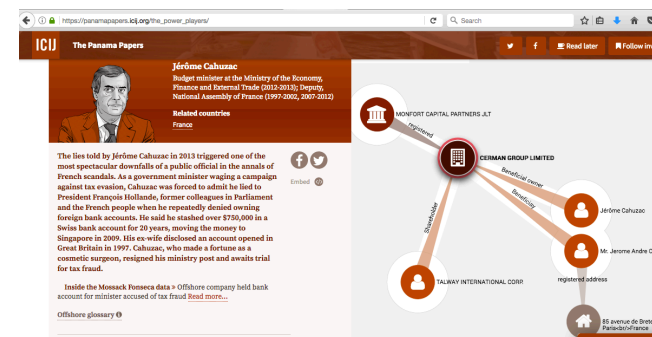 https://panamapapers.icij.org/the_power_players/
Search
ICIJ
The Panama Papers
Read later
Follow inv
Jérôme Cahuzac
Budget minister at the Ministry of the Economy,
Finance and External Trade (2012-2013); Deputy,
National Assembly of France (1997-2002, 2007-2012)
Related countries
France
The lies told by Jérôme Cahuzac in 2013 triggered one of the
most spectacular downfalls of a public official in the annals of
French scandals. As a government minister waging a campaign
against tax evasion, Cahuzac was forced to admit he lied to
President François Hollande, former colleagues in Parliament
and the French people when he repeatedly denied owning
foreign bank accounts. He said he stashed over $750,000 in a
Swiss bank account for 20 years, moving the money to
Singapore in 2009. His ex-wife disclosed an account opened in
Great Britain in 1997. Cahuzac, who made a fortune as a
cosmetic surgeon, resigned his ministry post and awaits trial
for tax fraud.
Embed
Inside the Mossack Fonseca data » Offshore company held bank
account for minister accused of tax fraud Read more...
Offshore glossary
MONFORT CAPITAL PARTNERS JLT
registered
CERMAN GROUP LIMITED
Beneficial owner
Beneficiary
Shareholder
Jérôme Cahuzac
Mr. Jerome Andre C
TALWAY INTERNATIONAL CORP.
registered address
85 avenue de Brete
Paris<br/>France